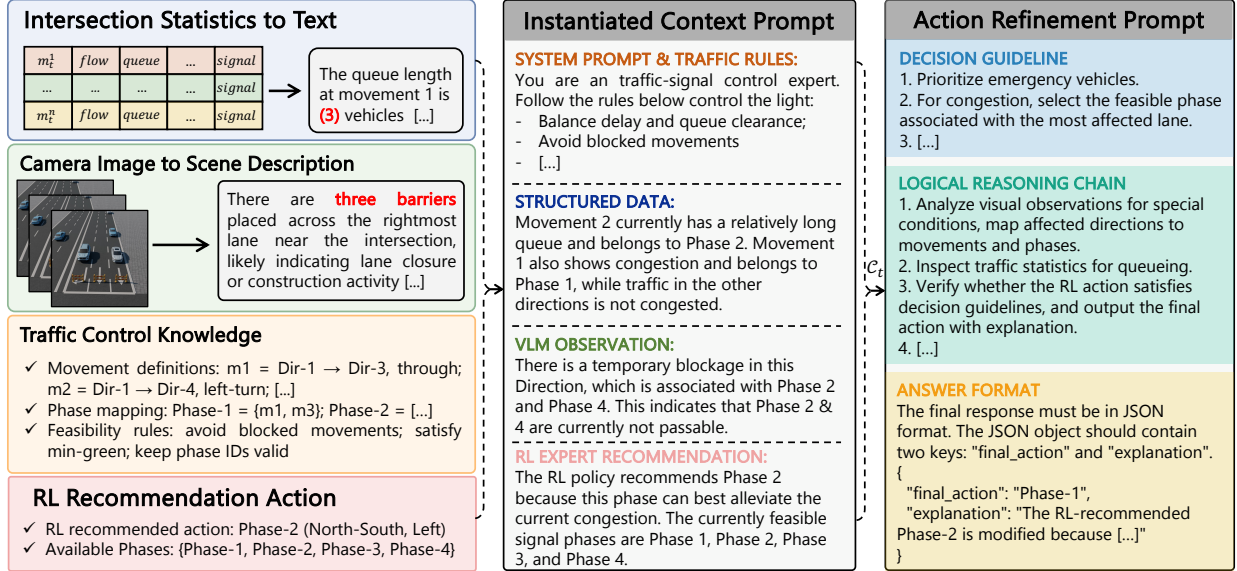 Intersection Statistics to Text
m_t^1 flow queue ... signal
... ... ... ... signal
m_t^n flow queue ... signal
The queue length
at movement 1 is
(3) vehicles [...]
Camera Image to Scene Description
There are three barriers
placed across the rightmost
lane near the intersection,
likely indicating lane closure
or construction activity [...]
Traffic Control Knowledge
✓ Movement definitions: m1 = Dir-1 → Dir-3, through;
m2 = Dir-1 → Dir-4, left-turn; [...]
✓ Phase mapping: Phase-1 = {m1, m3}; Phase-2 = [...]
✓ Feasibility rules: avoid blocked movements; satisfy
min-green; keep phase IDs valid
RL Recommendation Action
✓ RL recommended action: Phase-2 (North-South, Left)
✓ Available Phases: {Phase-1, Phase-2, Phase-3, Phase-4}
Instantiated Context Prompt
SYSTEM PROMPT & TRAFFIC RULES:
You are an traffic-signal control expert.
Follow the rules below control the light:
- Balance delay and queue clearance;
- Avoid blocked movements
- [...]
STRUCTURED DATA:
Movement 2 currently has a relatively long
queue and belongs to Phase 2. Movement
1 also shows congestion and belongs to
Phase 1, while traffic in the other
directions is not congested.
VLM OBSERVATION:
There is a temporary blockage in this
Direction, which is associated with Phase 2
and Phase 4. This indicates that Phase 2 &
4 are currently not passable.
RL EXPERT RECOMMENDATION:
The RL policy recommends Phase 2
because this phase can best alleviate the
current congestion. The currently feasible
signal phases are Phase 1, Phase 2, Phase
3, and Phase 4.
C_t
Action Refinement Prompt
DECISION GUIDELINE
1. Prioritize emergency vehicles.
2. For congestion, select the feasible phase
associated with the most affected lane.
3. [...]
LOGICAL REASONING CHAIN
1. Analyze visual observations for special
conditions, map affected directions to
movements and phases.
2. Inspect traffic statistics for queueing.
3. Verify whether the RL action satisfies
decision guidelines, and output the final
action with explanation.
4. [...]
ANSWER FORMAT
The final response must be in JSON
format. The JSON object should contain
two keys: "final_action" and "explanation".
{
"final_action": "Phase-1",
"explanation": "The RL-recommended
Phase-2 is modified because [...]"
}